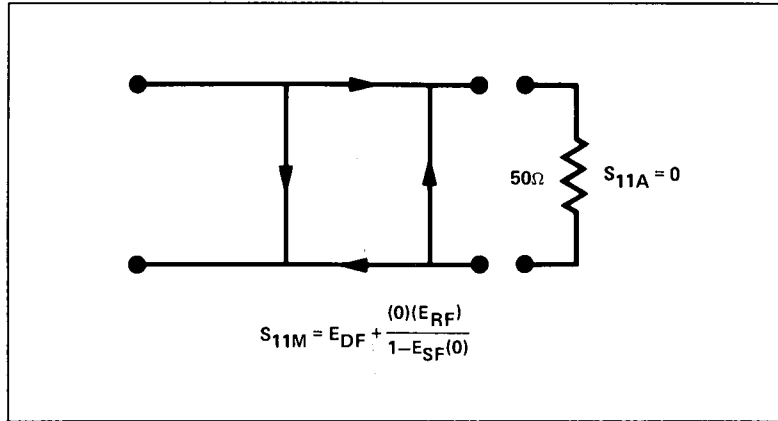 50Ω S11A = 0
S11M = EDF + (0)(ERF) / 1−ESF(0)